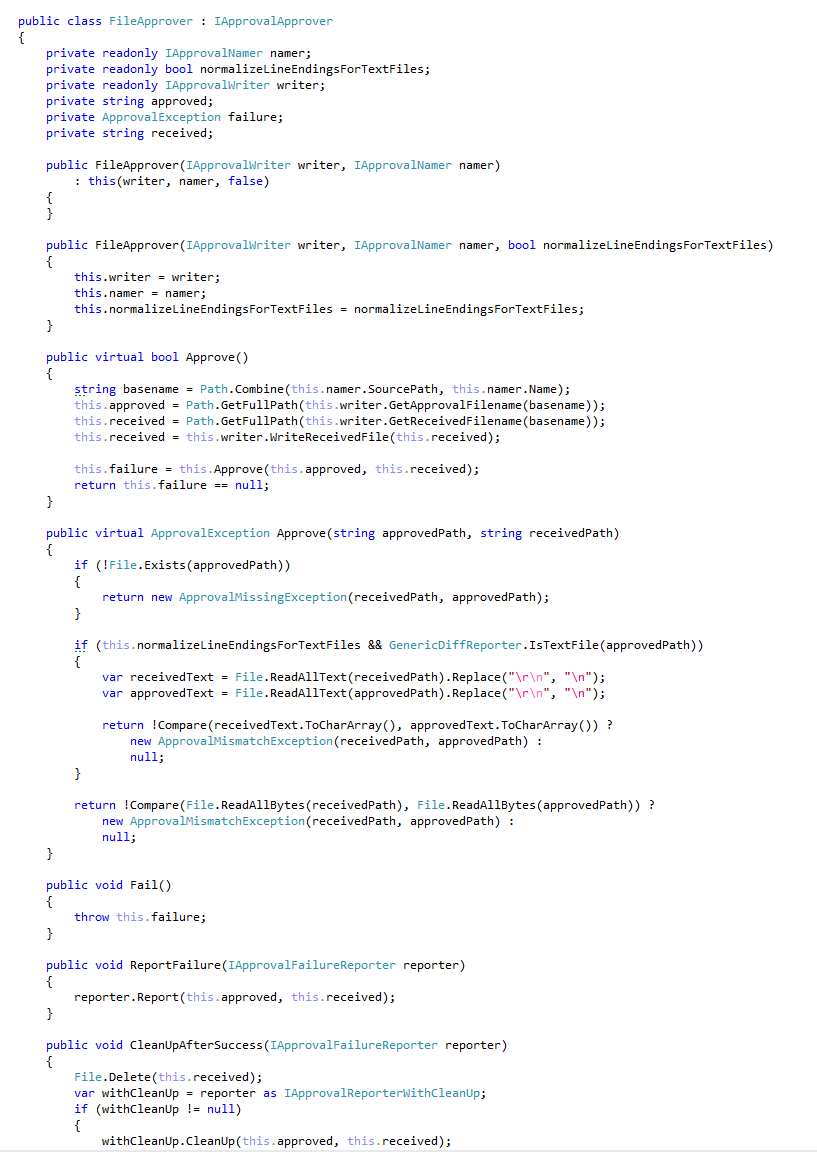 public class FileApprover : IApprovalApprover
{
    private readonly IApprovalNamer namer;
    private readonly bool normalizeLineEndingsForTextFiles;
    private readonly IApprovalWriter writer;
    private string approved;
    private ApprovalException failure;
    private string received;

    public FileApprover(IApprovalWriter writer, IApprovalNamer namer)
        : this(writer, namer, false)
    {
    }

    public FileApprover(IApprovalWriter writer, IApprovalNamer namer, bool normalizeLineEndingsForTextFiles)
    {
        this.writer = writer;
        this.namer = namer;
        this.normalizeLineEndingsForTextFiles = normalizeLineEndingsForTextFiles;
    }

    public virtual bool Approve()
    {
        string basename = Path.Combine(this.namer.SourcePath, this.namer.Name);
        this.approved = Path.GetFullPath(this.writer.GetApprovalFilename(basename));
        this.received = Path.GetFullPath(this.writer.GetReceivedFilename(basename));
        this.received = this.writer.WriteReceivedFile(this.received);

        this.failure = this.Approve(this.approved, this.received);
        return this.failure == null;
    }

    public virtual ApprovalException Approve(string approvedPath, string receivedPath)
    {
        if (!File.Exists(approvedPath))
        {
            return new ApprovalMissingException(receivedPath, approvedPath);
        }

        if (this.normalizeLineEndingsForTextFiles && GenericDiffReporter.IsTextFile(approvedPath))
        {
            var receivedText = File.ReadAllText(receivedPath).Replace("\r\n", "\n");
            var approvedText = File.ReadAllText(approvedPath).Replace("\r\n", "\n");

            return !Compare(receivedText.ToCharArray(), approvedText.ToCharArray()) ?
                new ApprovalMismatchException(receivedPath, approvedPath) :
                null;
        }

        return !Compare(File.ReadAllBytes(receivedPath), File.ReadAllBytes(approvedPath)) ?
            new ApprovalMismatchException(receivedPath, approvedPath) :
            null;
    }

    public void Fail()
    {
        throw this.failure;
    }

    public void ReportFailure(IApprovalFailureReporter reporter)
    {
        reporter.Report(this.approved, this.received);
    }

    public void CleanUpAfterSuccess(IApprovalFailureReporter reporter)
    {
        File.Delete(this.received);
        var withCleanUp = reporter as IApprovalReporterWithCleanUp;
        if (withCleanUp != null)
        {
            withCleanUp.CleanUp(this.approved, this.received);